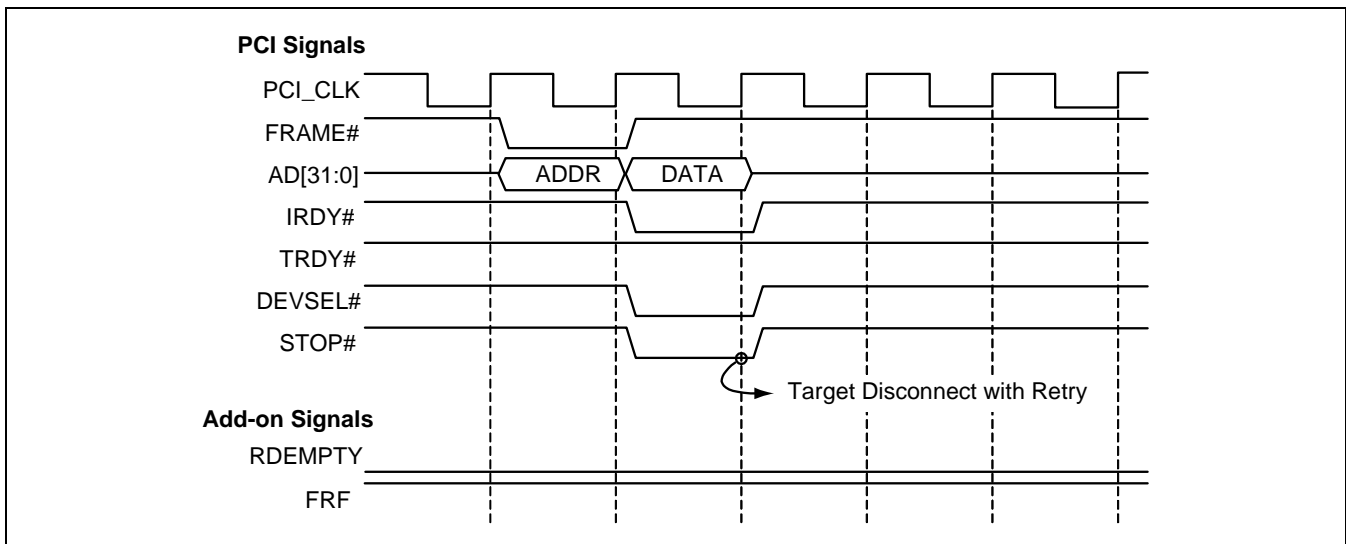 PCI Signals
PCI_CLK
FRAME#
AD[31:0]
ADDR
DATA
IRDY#
TRDY#
DEVSEL#
STOP#
Target Disconnect with Retry
Add-on Signals
RDEMPTY
FRF